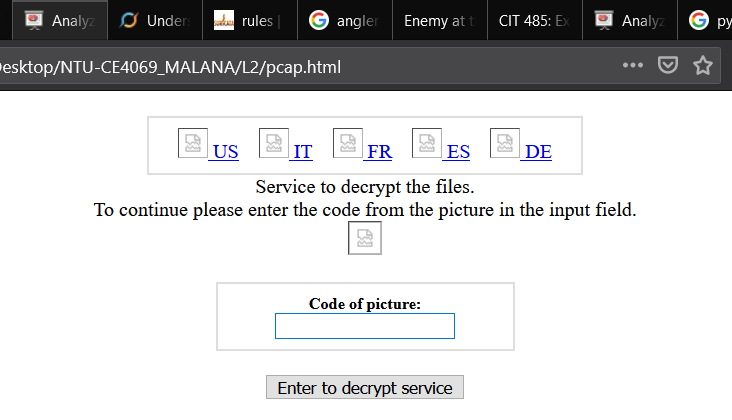 Analyz Unders rules | angler Enemy at t CIT 485: Ex Analyz py
esktop/NTU-CE4069_MALANA/L2/pcap.html
US IT FR ES DE
Service to decrypt the files.
To continue please enter the code from the picture in the input field.
Code of picture:
Enter to decrypt service